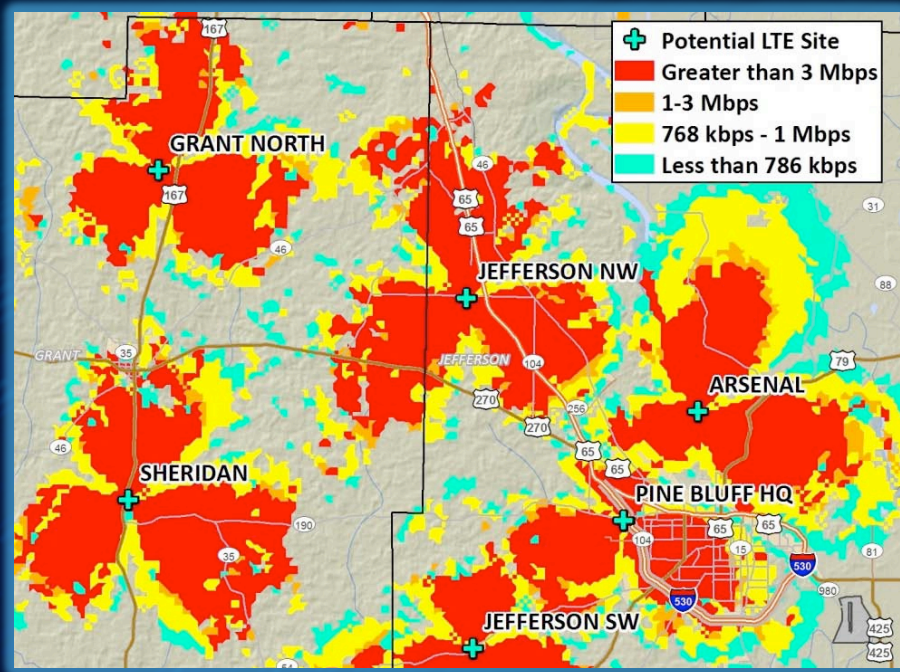 Potential LTE Site
Greater than 3 Mbps
1-3 Mbps
768 kbps - 1 Mbps
Less than 786 kbps
167
GRANT NORTH
167
46
46
65
65
31
JEFFERSON NW
88
GRANT
35
JEFFERSON
104
79
270
ARSENAL
256
270
46
65
65
SHERIDAN
PINE BLUFF HQ
190
65
65
104
15
35
81
530
980
530
JEFFERSON SW
425
425
54